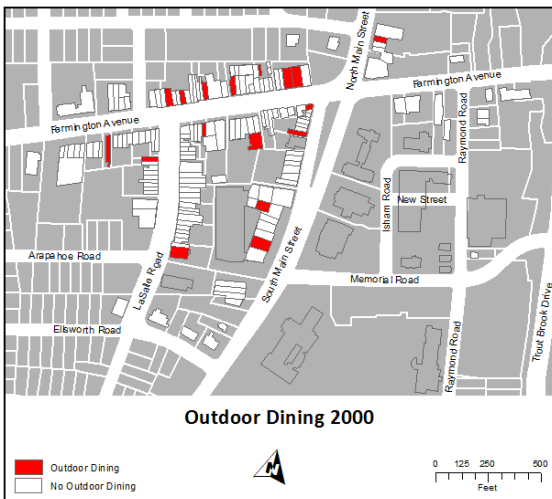 North Main Street
Farmington Avenue
Raymond Road
Farmington Avenue
Isham Road
New Street
Arapahoe Road
LaSalle Road
South Main Street
Memorial Road
Ellsworth Road
Raymond Road
Trout Brook Drive
Outdoor Dining 2000
N
Outdoor Dining
No Outdoor Dining
0 125 250 500
Feet